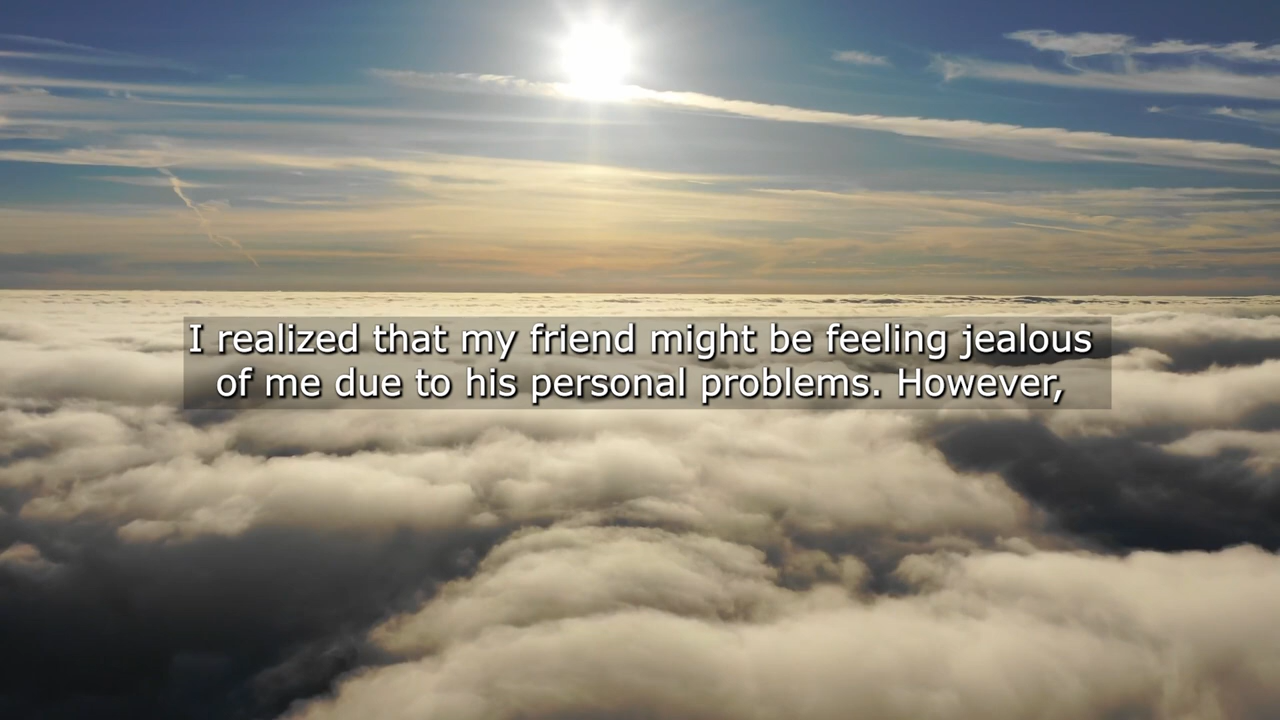 I realized that my friend might be feeling jealous
of me due to his personal problems. However,